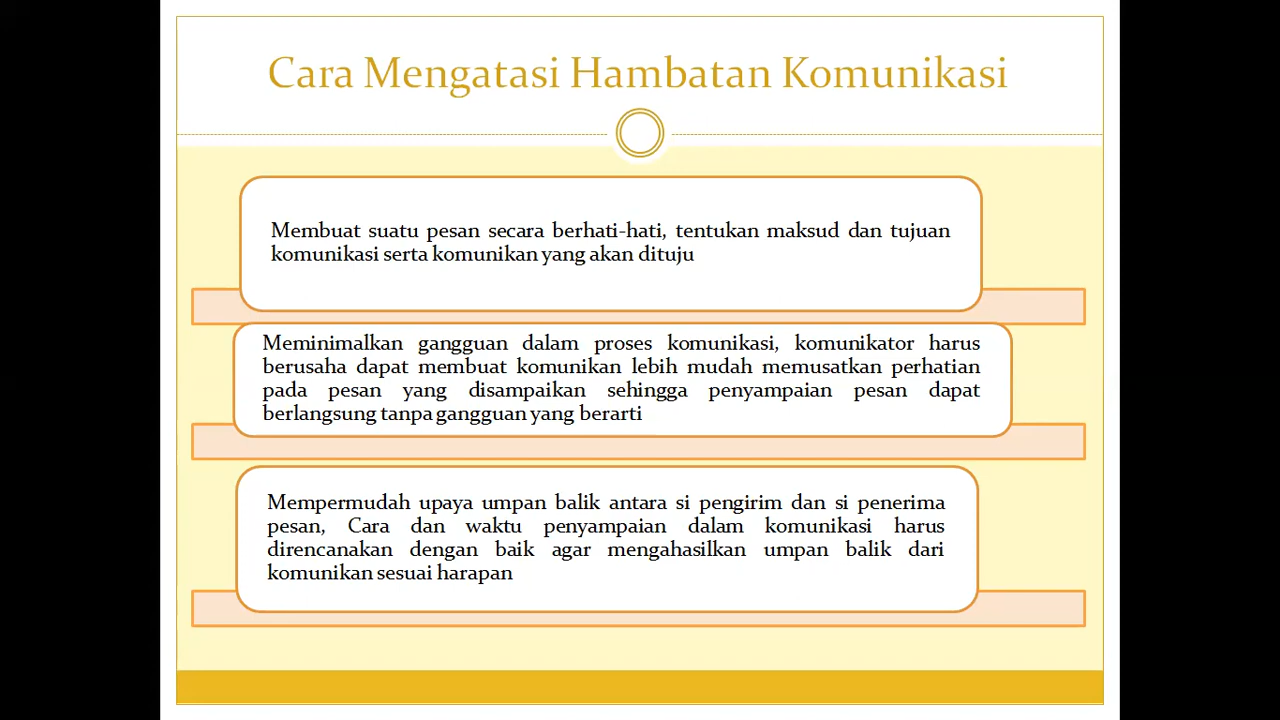 Cara Mengatasi Hambatan Komunikasi
Membuat suatu pesan secara berhati-hati, tentukan maksud dan tujuan
komunikasi serta komunikan yang akan dituju
Meminimalkan gangguan dalam proses komunikasi, komunikator harus
berusaha dapat membuat komunikan lebih mudah memusatkan perhatian
pada pesan yang disampaikan sehingga penyampaian pesan dapat
berlangsung tanpa gangguan yang berarti
Mempermudah upaya umpan balik antara si pengirim dan si penerima
pesan, Cara dan waktu penyampaian dalam komunikasi harus
direncanakan dengan baik agar mengahasilkan umpan balik dari
komunikan sesuai harapan